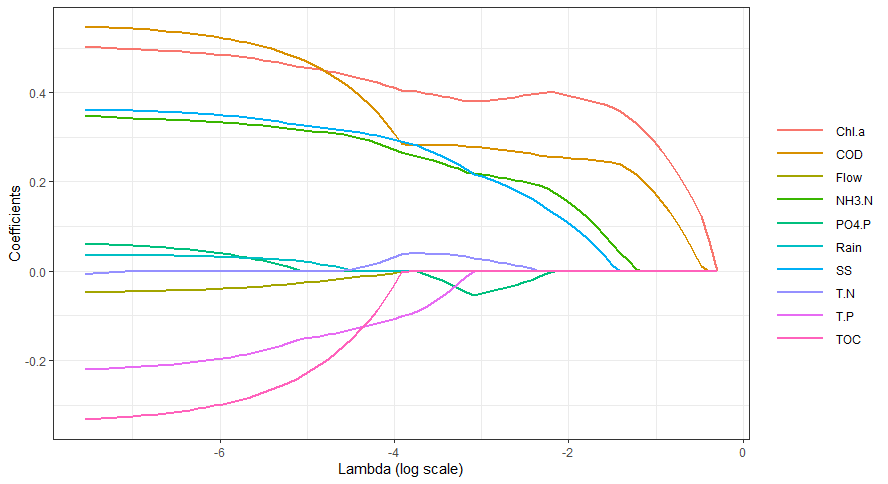 0.4
0.2
0.0
-0.2
Coefficients
-6
-4
-2
0
Lambda (log scale)
Chl.a
COD
Flow
NH3.N
PO4.P
Rain
SS
T.N
T.P
TOC